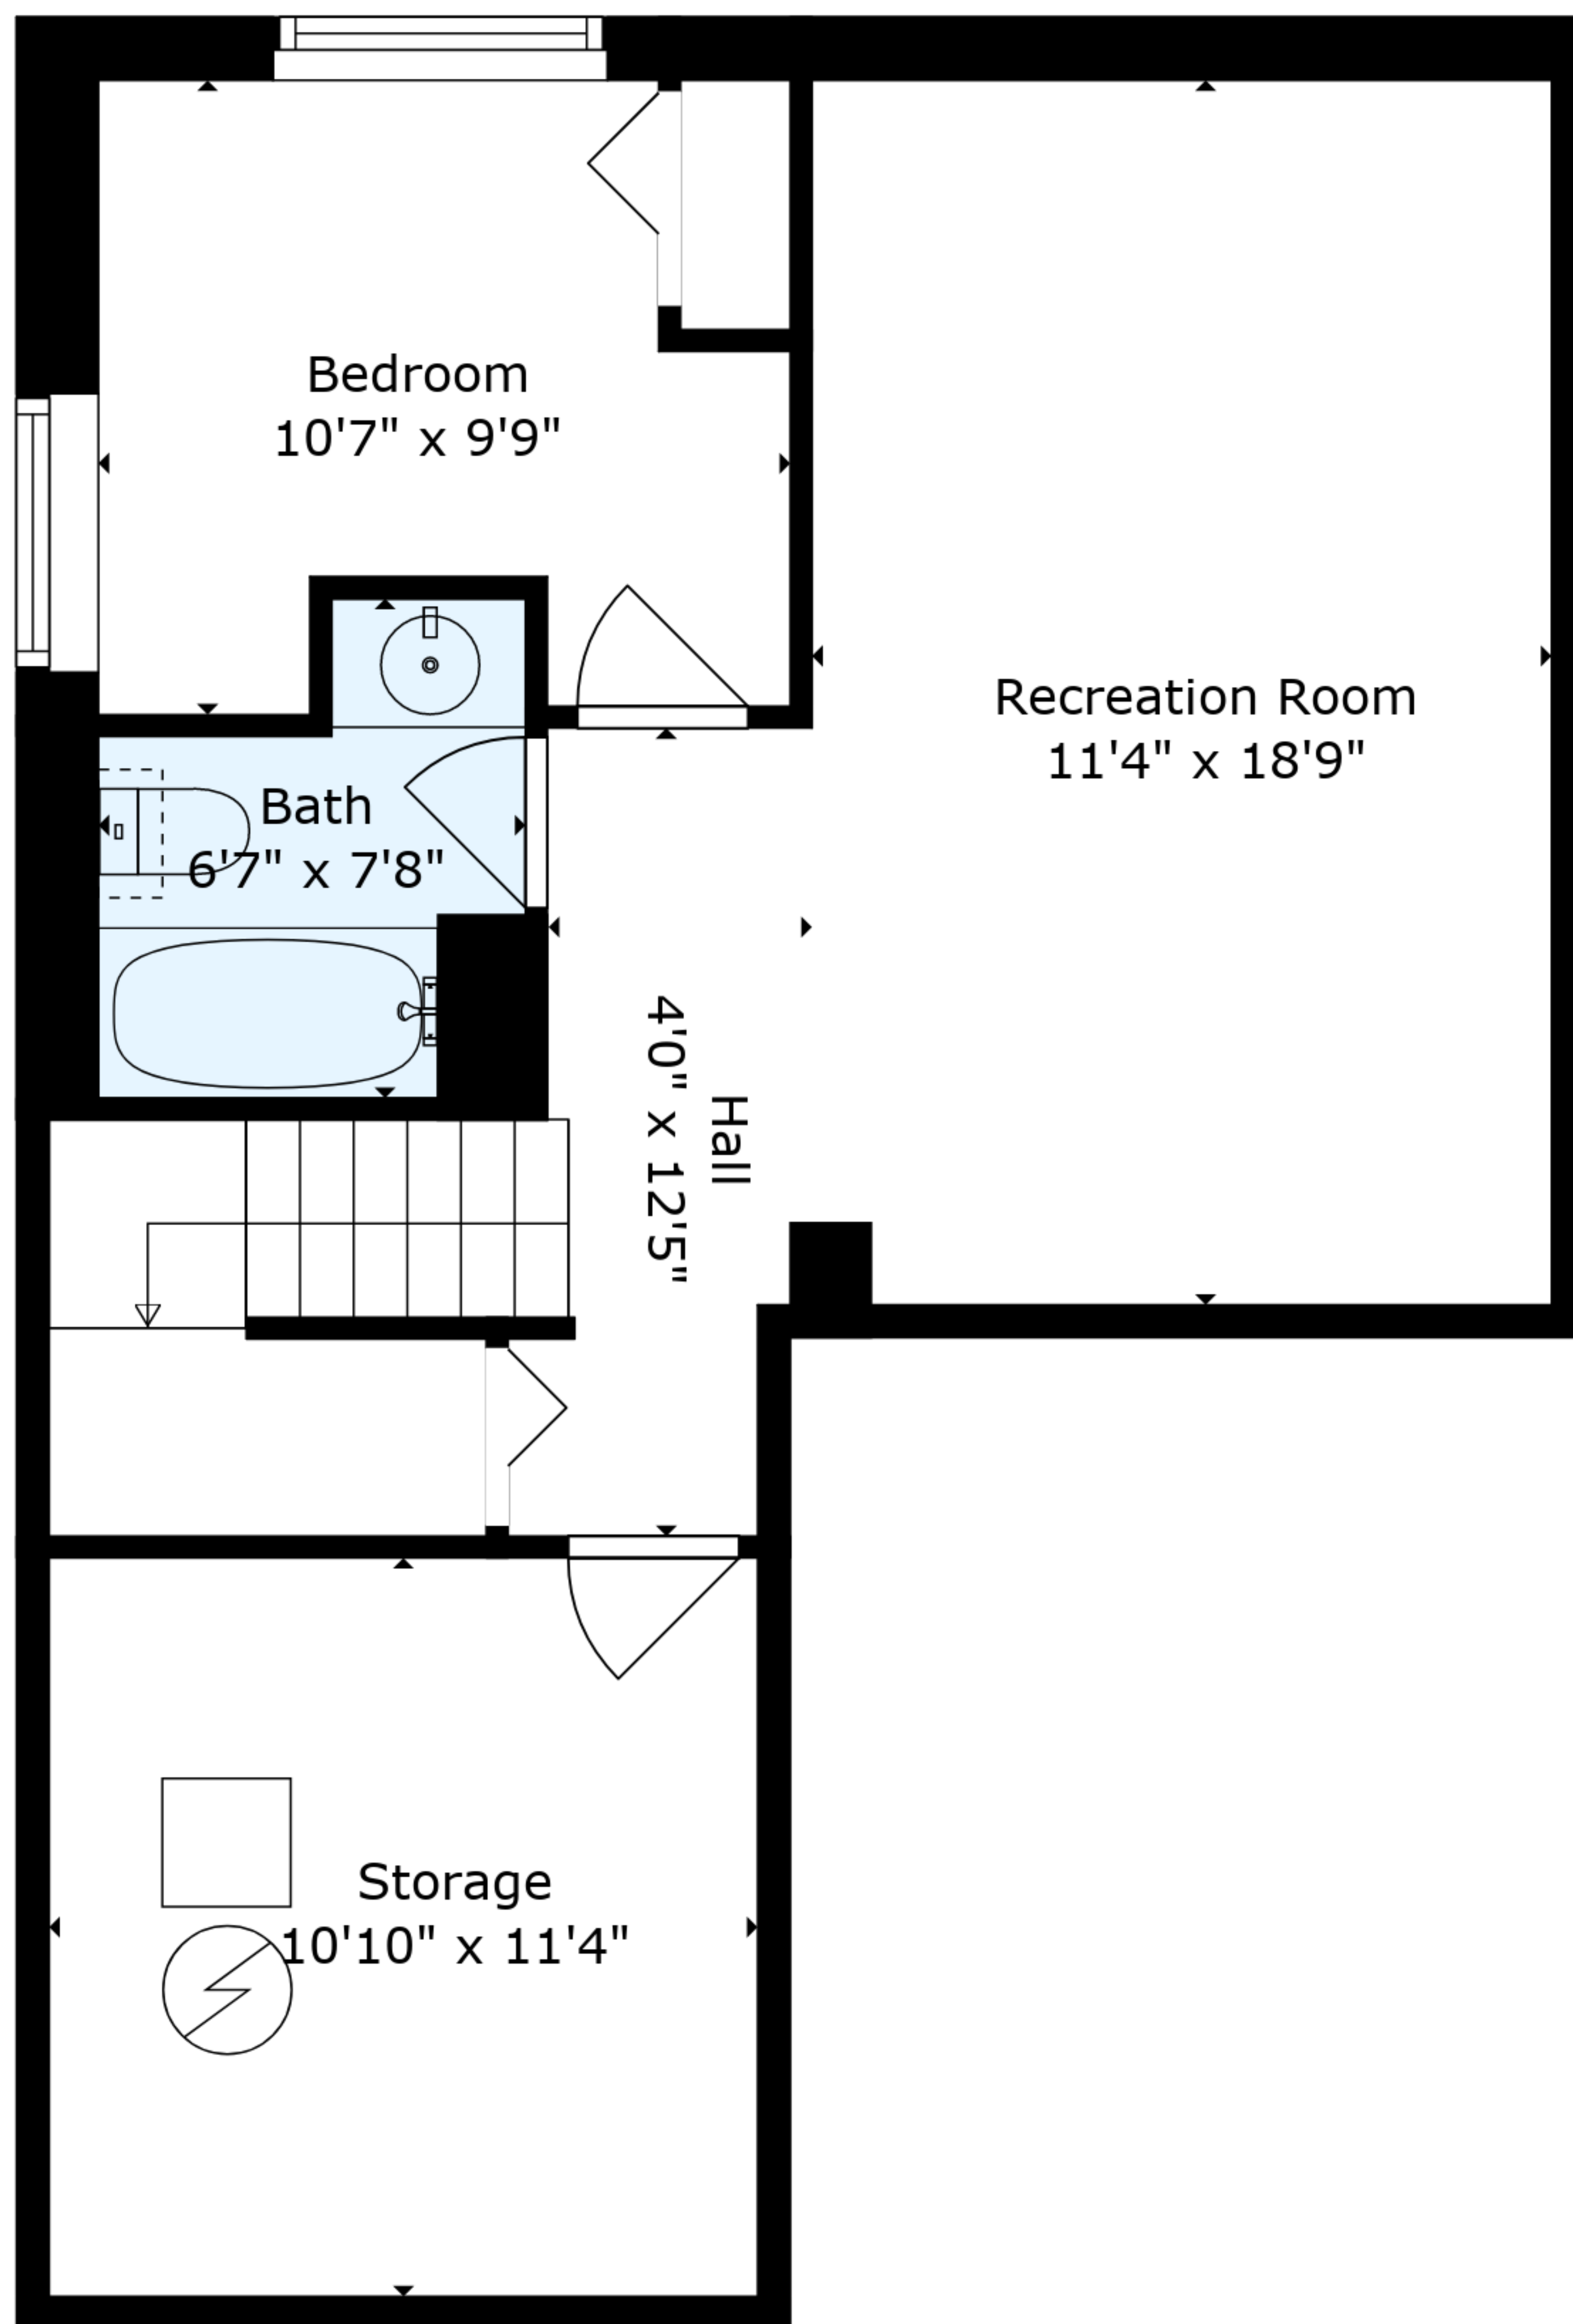 Bedroom
10'7" x 9'9"
Recreation Room
11'4" x 18'9"
Bath
6'7" x 7'8"
Hall
4'0" x 12'5"
Storage
10'10" x 11'4"